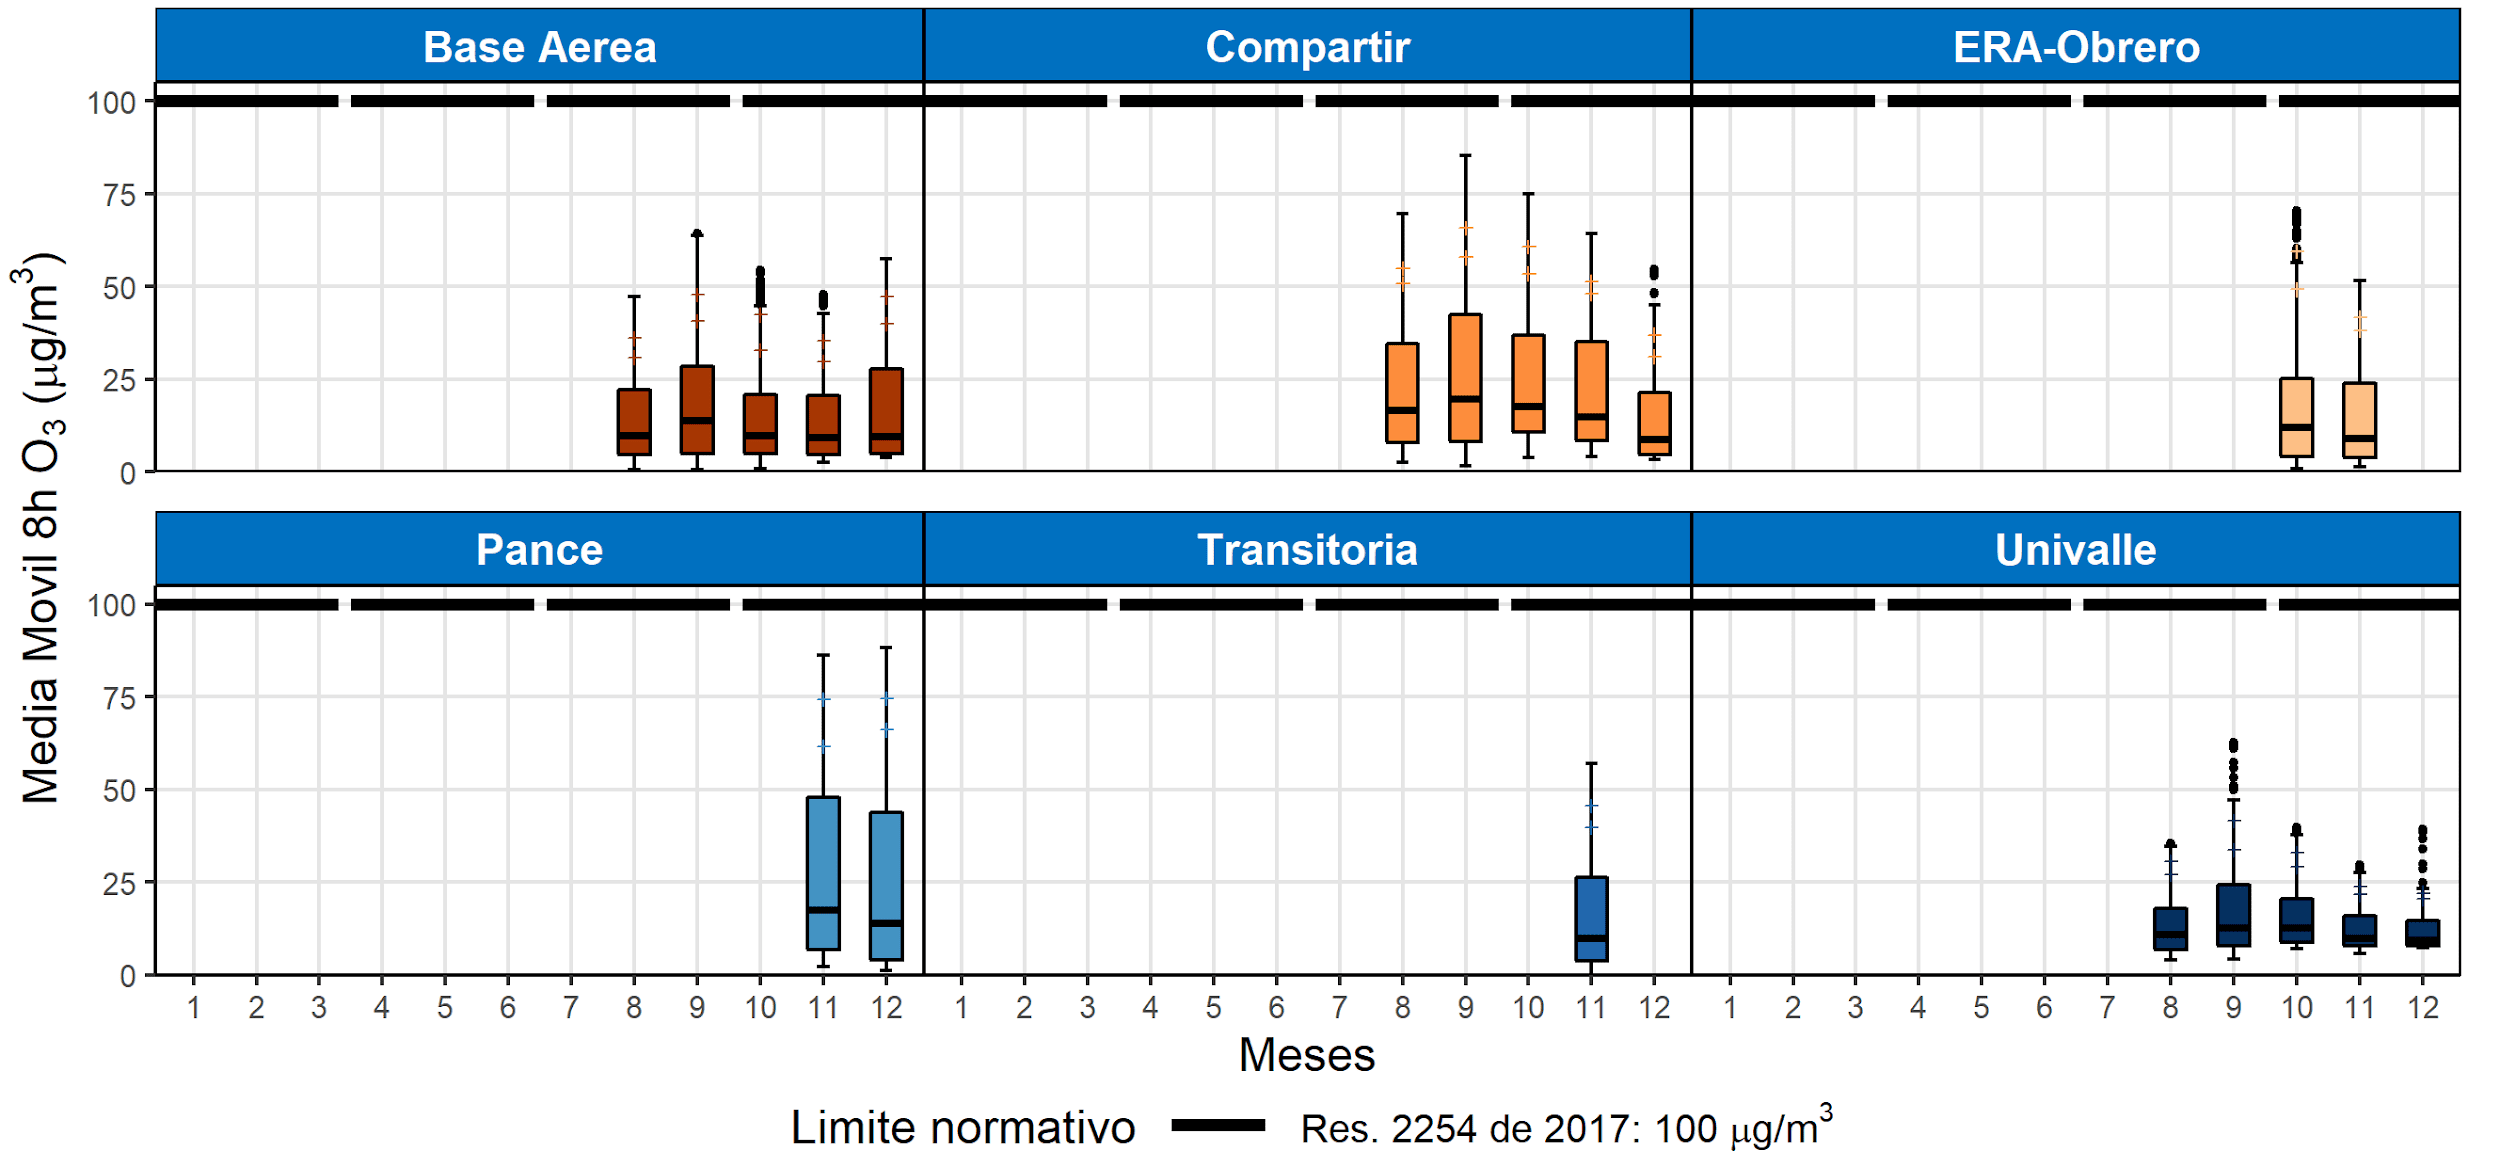 Base Aerea Compartir ERA-Obrero
100
75
50
25
0
Pance Transitoria Univalle
100
75
50
25
0
1 2 3 4 5 6 7 8 9 10 11 12 1 2 3 4 5 6 7 8 9 10 11 12 1 2 3 4 5 6 7 8 9 10 11 12
Media Movil 8h O3 (μg/m3)
Meses
Limite normativo Res. 2254 de 2017: 100 μg/m3